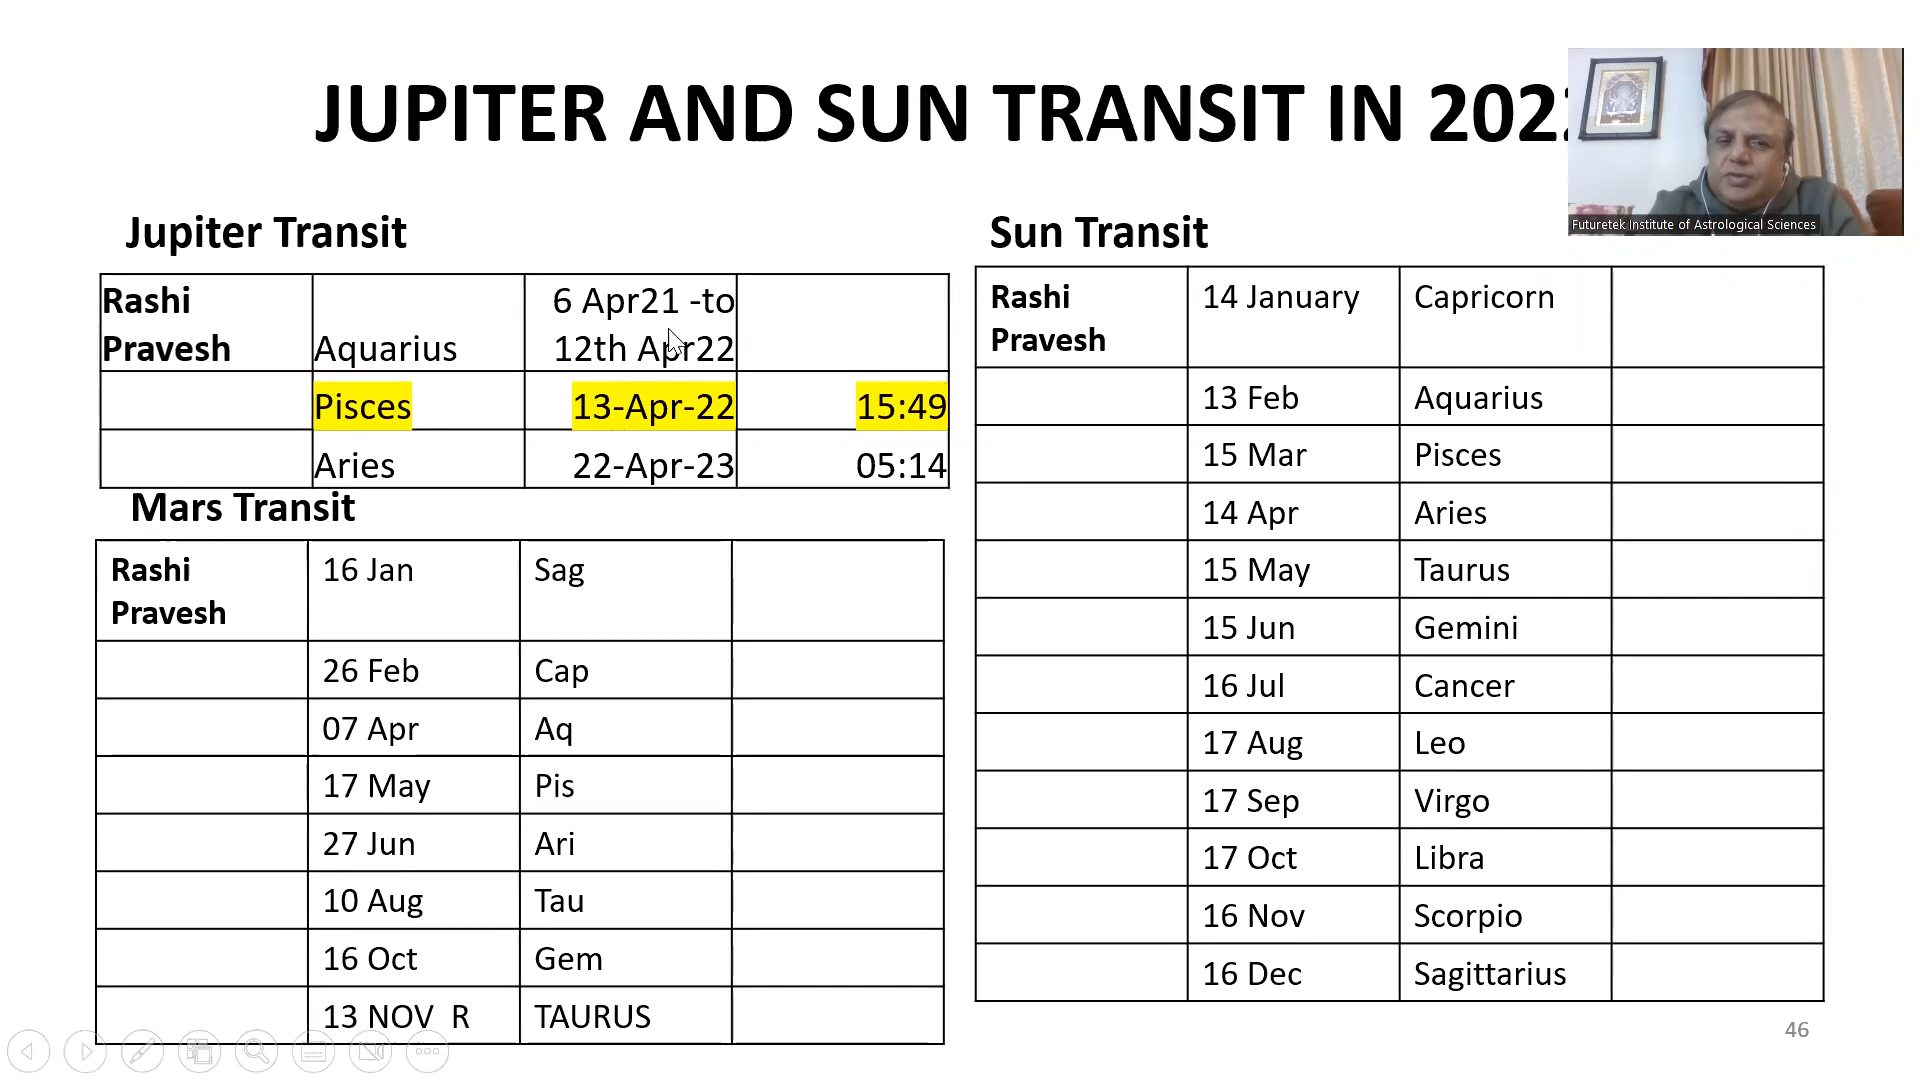 JUPITER AND SUN TRANSIT IN 202
Futuretek Institute of Astrological Sciences
Jupiter Transit
Rashi Pravesh Aquarius 6 Apr21 -to 12th Apr22
Pisces 13-Apr-22 15:49
Aries 22-Apr-23 05:14
Mars Transit
Rashi Pravesh 16 Jan Sag
26 Feb Cap
07 Apr Aq
17 May Pis
27 Jun Ari
10 Aug Tau
16 Oct Gem
13 NOV R TAURUS
Sun Transit
Rashi Pravesh 14 January Capricorn
13 Feb Aquarius
15 Mar Pisces
14 Apr Aries
15 May Taurus
15 Jun Gemini
16 Jul Cancer
17 Aug Leo
17 Sep Virgo
17 Oct Libra
16 Nov Scorpio
16 Dec Sagittarius
46